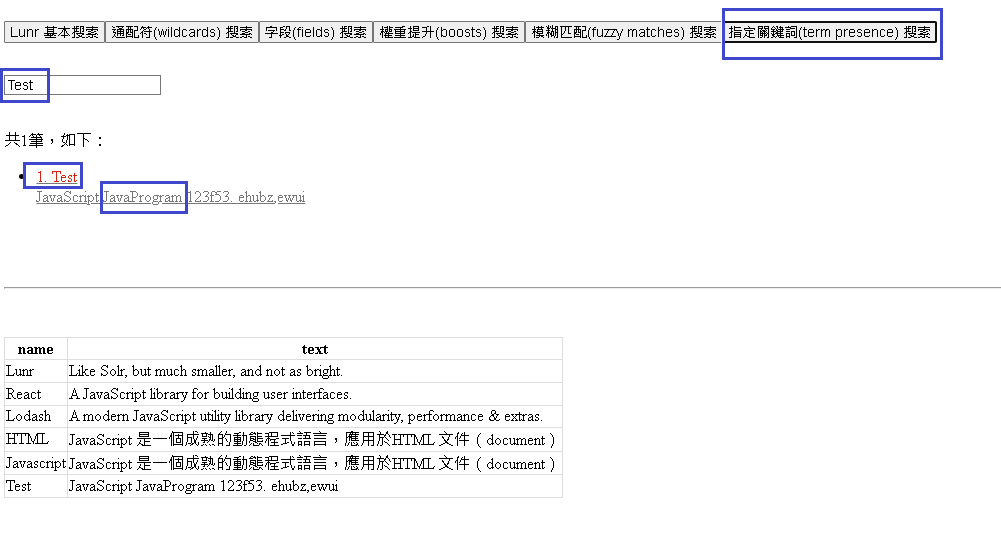 Lunr 基本搜索 通配符(wildcards) 搜索 字段(fields) 搜索 權重提升(boosts) 搜索 模糊匹配(fuzzy matches) 搜索 指定關鍵詞(term presence) 搜索
Test
共1筆，如下：
1. Test
JavaScript JavaProgram 123f53. ehubz,ewui
name text
Lunr Like Solr, but much smaller, and not as bright.
React A JavaScript library for building user interfaces.
Lodash A modern JavaScript utility library delivering modularity, performance & extras.
HTML JavaScript 是一個成熟的動態程式語言，應用於HTML 文件（document）
Javascript JavaScript 是一個成熟的動態程式語言，應用於HTML 文件（document）
Test JavaScript JavaProgram 123f53. ehubz,ewui